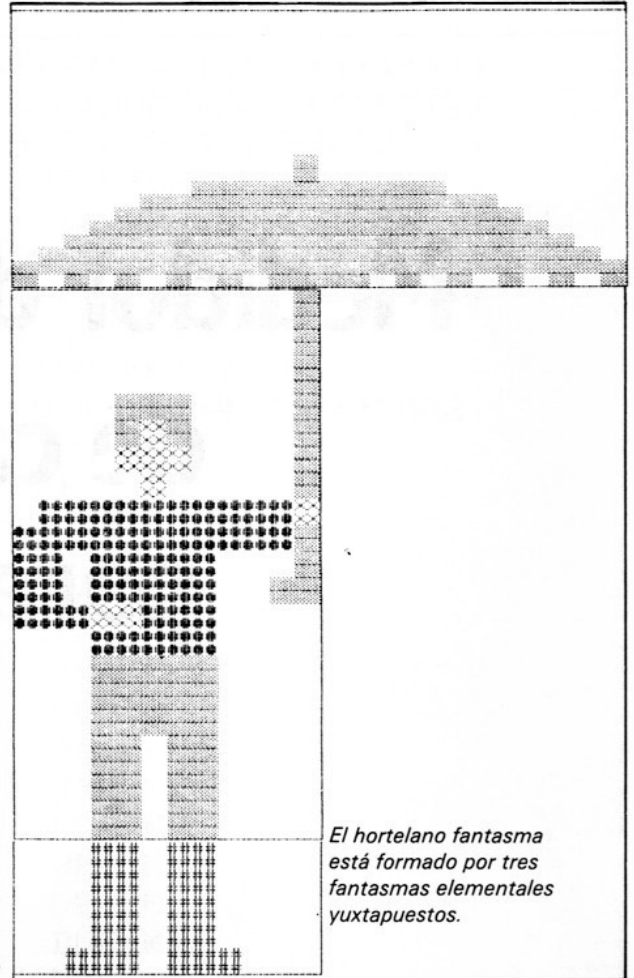 El hortelano fantasma
está formado por tres
fantasmas elementales
yuxtapuestos.